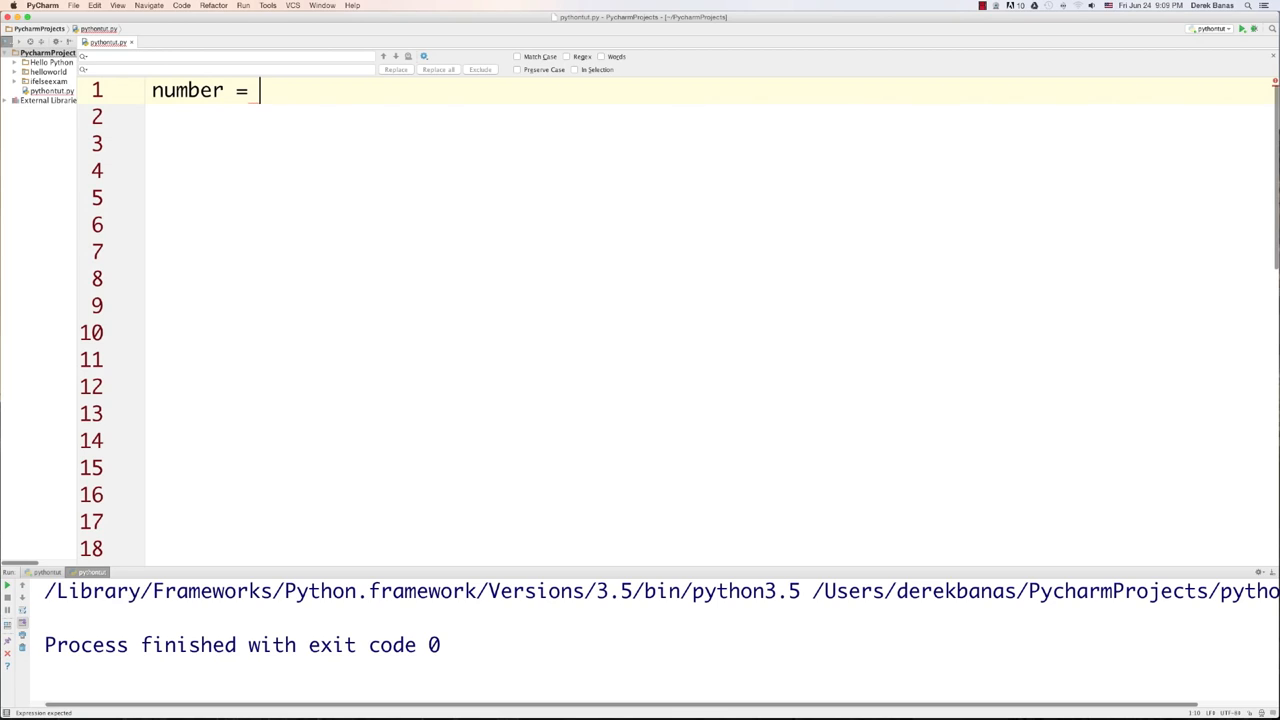 PyCharm File Edit View Navigate Code Refactor Run Tools VCS Window Help 10 Fri Jun 24 9:09 PM Derek Banas
pythontut.py - PycharmProjects - [~/PycharmProjects]
PycharmProjects pythontut.py pythontut
pythontut.py
Match Case Regex Words
Replace Replace all Exclude Preserve Case In Selection
PycharmProject
Hello Python
helloworld
ifelseexam
pythontut.py
External Librarie
1 number =
2
3
4
5
6
7
8
9
10
11
12
13
14
15
16
17
18
Run: pythontut pythontut
/Library/Frameworks/Python.framework/Versions/3.5/bin/python3.5 /Users/derekbanas/PycharmProjects/pytho
Process finished with exit code 0
Expression expected 1:10 LF÷ UTF-8÷